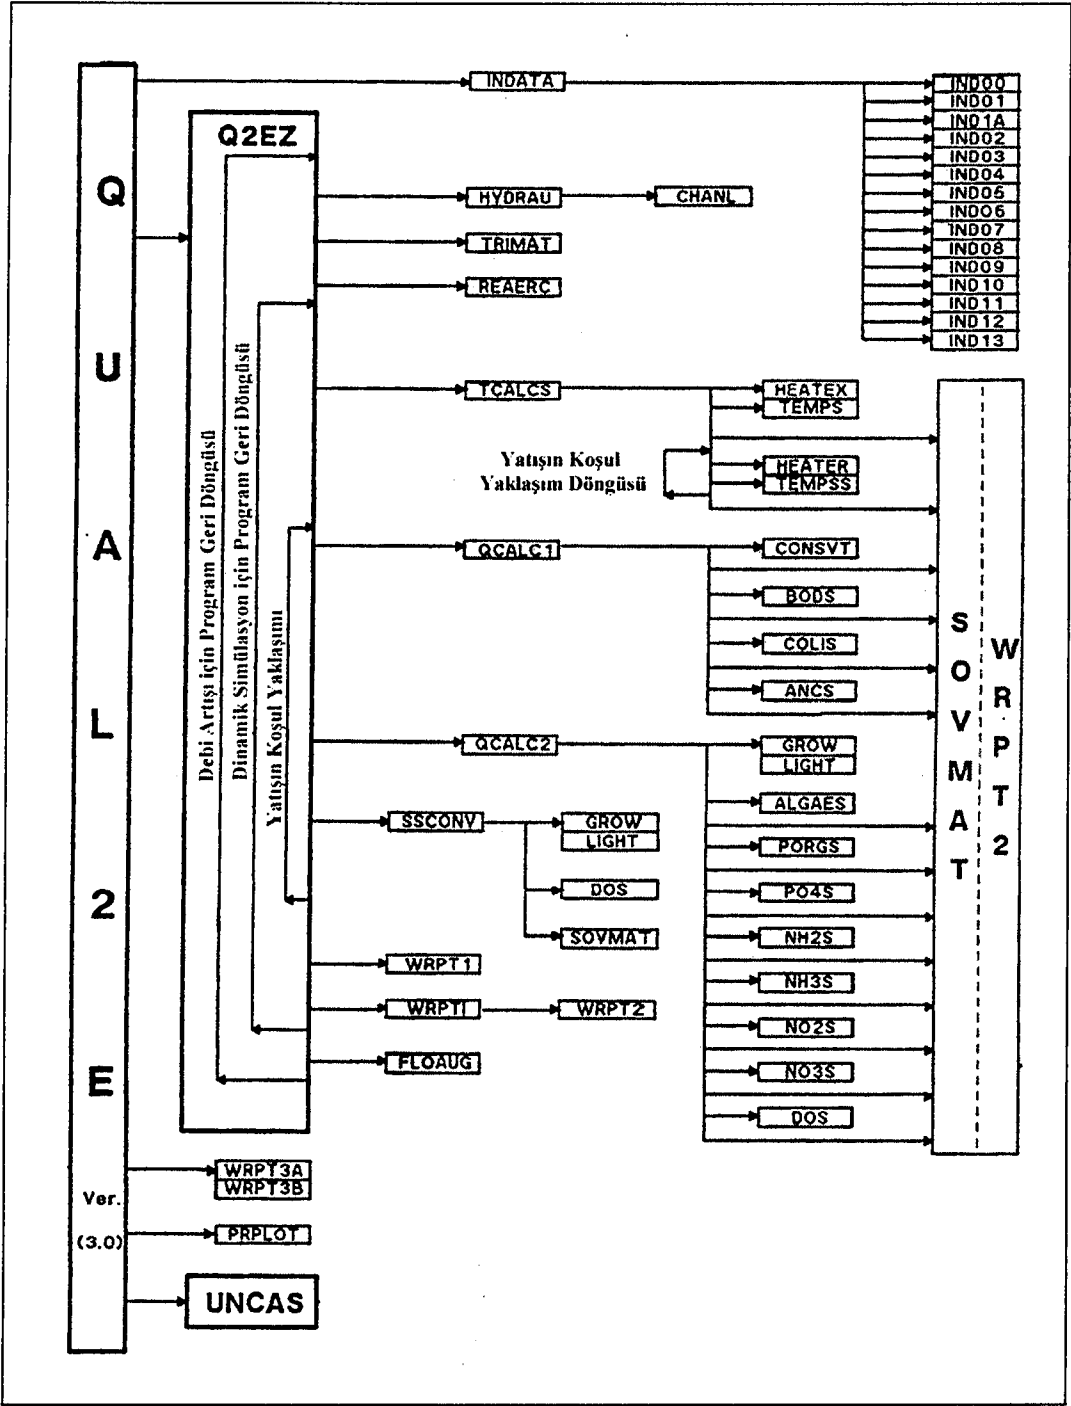 QUAL2E
Ver.
(3.0)
Q2EZ
Debi Artışı için Program Geri Döngüsü
Dinamik Simülasyon için Program Geri Döngüsü
Yatışın Koşul Yaklaşımı
INDATA
IND00
IND01
IND1A
IND02
IND03
IND04
IND05
IND06
IND07
IND08
IND09
IND10
IND11
IND12
IND13
HYDRAU
CHANL
TRIMAT
REAERC
TCALCS
HEATEX
TEMPS
Yatışın Koşul
Yaklaşım Döngüsü
HEATER
TEMPSS
QCALC1
CONSVT
BODS
COLIS
ANCS
QCALC2
GROW
LIGHT
ALGAES
PORGS
PO4S
NH2S
NH3S
NO2S
NO3S
DOS
SOVMAT
WRPT2
SSCONV
GROW
LIGHT
DOS
SOVMAT
WRPT1
WRPTI
WRPT2
FLOAUG
WRPT3A
WRPT3B
PRPLOT
UNCAS